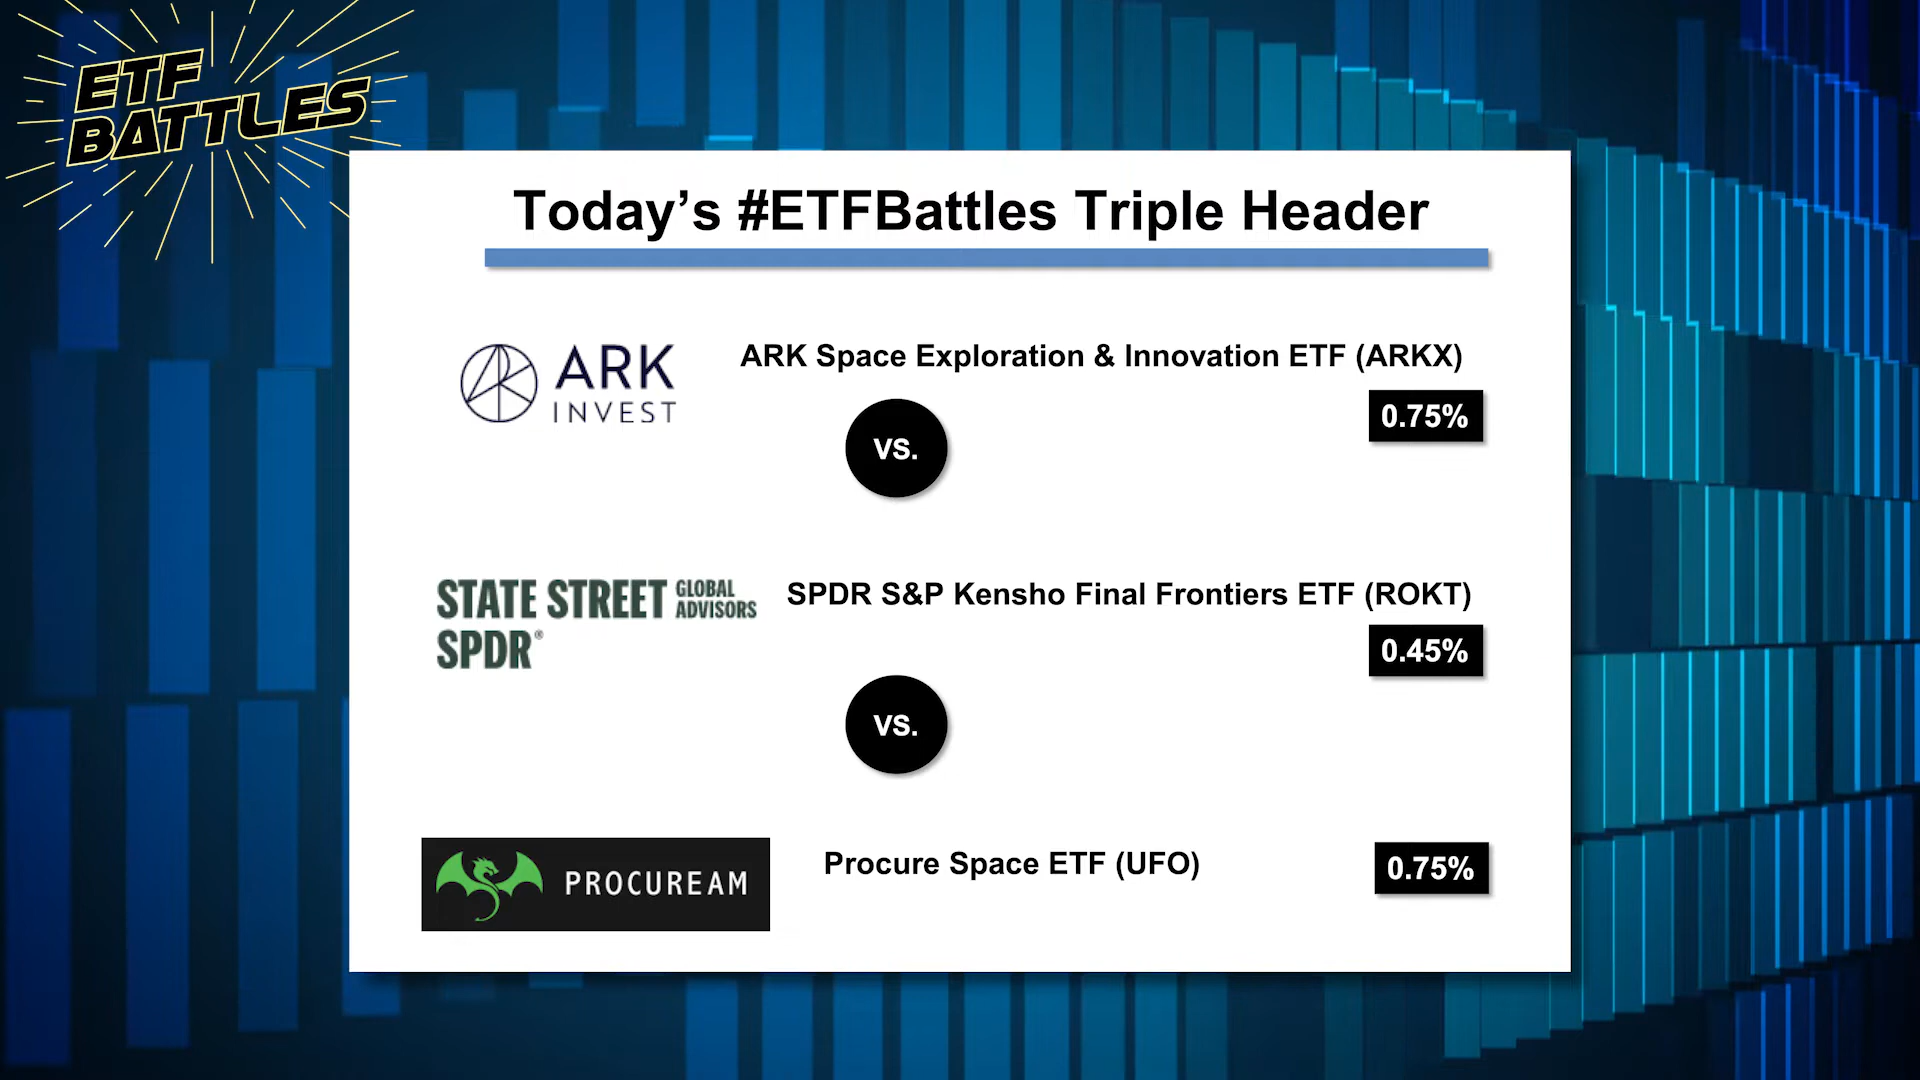 ETF
BATTLES
Today's #ETFBattles Triple Header
ARK
INVEST
ARK Space Exploration & Innovation ETF (ARKX)
0.75%
VS.
STATE STREET GLOBAL ADVISORS
SPDR®
SPDR S&P Kensho Final Frontiers ETF (ROKT)
0.45%
VS.
PROCUREAM
Procure Space ETF (UFO)
0.75%